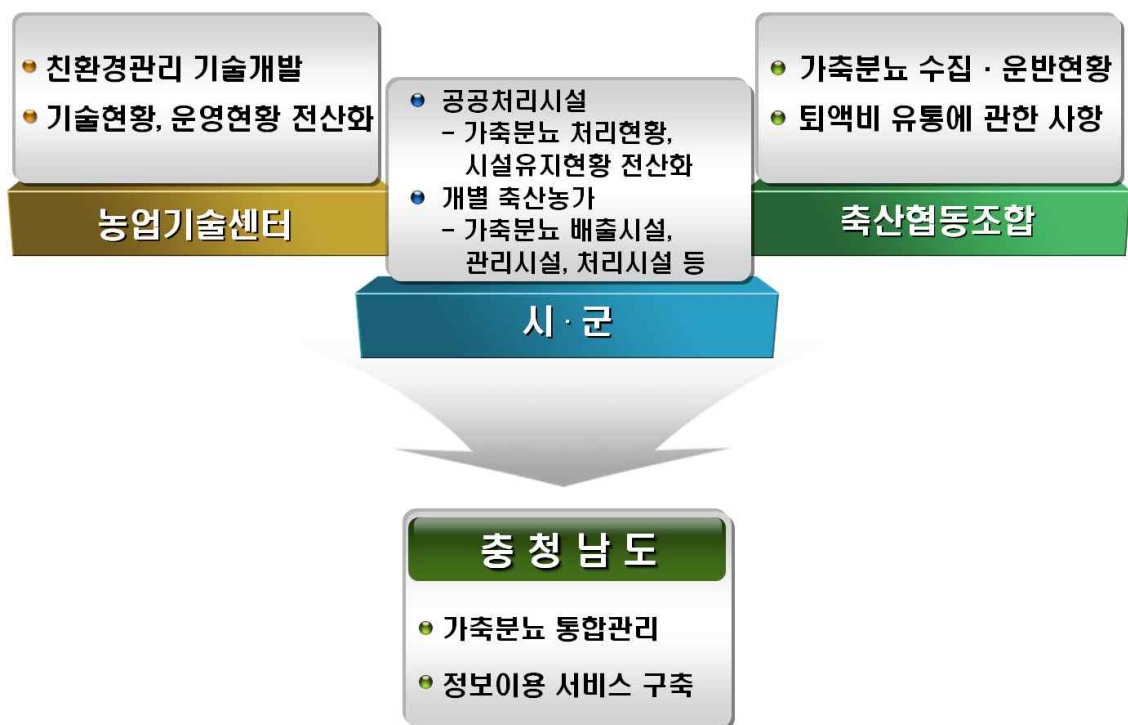 • 친환경관리 기술개발
• 기술현황, 운영현황 전산화
농업기술센터
• 공공처리시설
- 가축분뇨 처리현황,
시설유지현황 전산화
• 개별 축산농가
- 가축분뇨 배출시설,
관리시설, 처리시설 등
시·군
• 가축분뇨 수집·운반현황
• 퇴액비 유통에 관한 사항
축산협동조합
충청남도
• 가축분뇨 통합관리
• 정보이용 서비스 구축